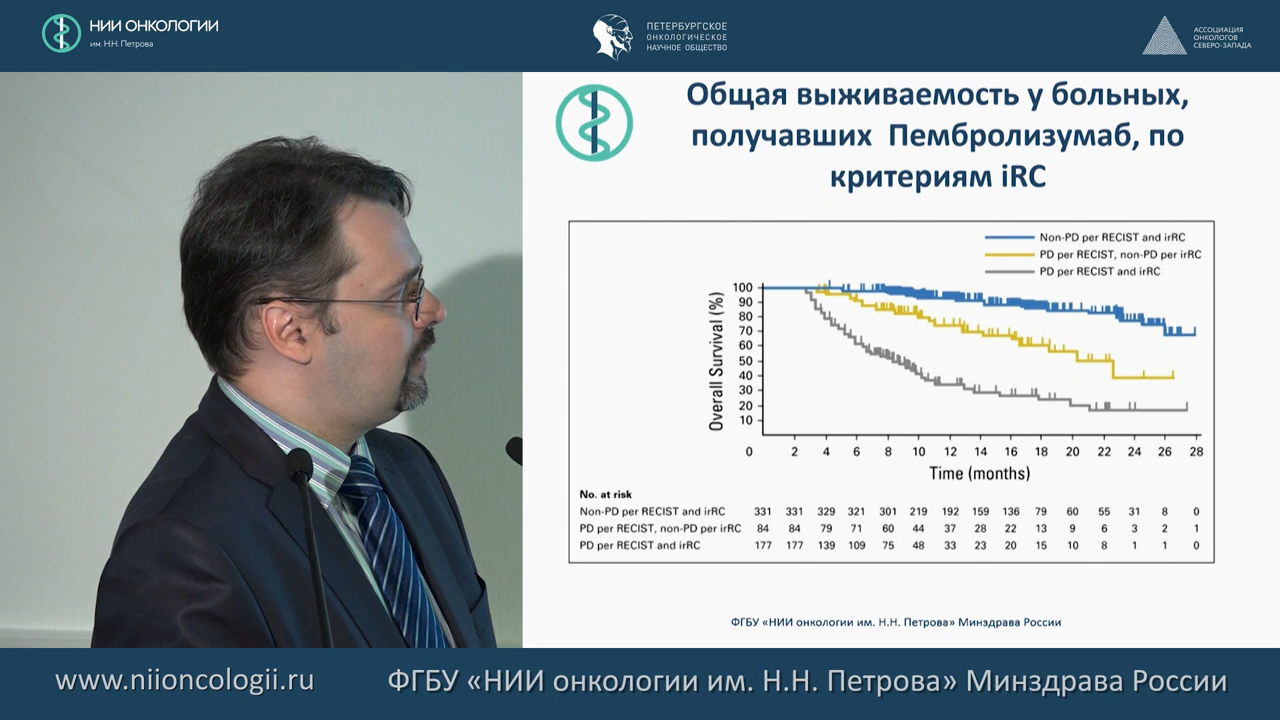 НИИ ОНКОЛОГИИ
им. Н.Н. Петрова
ПЕТЕРБУРГСКОЕ
ОНКОЛОГИЧЕСКОЕ
НАУЧНОЕ ОБЩЕСТВО
АССОЦИАЦИЯ
ОНКОЛОГОВ
СЕВЕРО-ЗАПАДА
Общая выживаемость у больных,
получавших Пембролизумаб, по
критериям iRC
Non-PD per RECIST and irRC
PD per RECIST, non-PD per irRC
PD per RECIST and irRC
Overall Survival (%)
100
90
80
70
60
50
40
30
20
10
0 2 4 6 8 10 12 14 16 18 20 22 24 26 28
Time (months)
No. at risk
Non-PD per RECIST and irRC 331 331 329 321 301 219 192 159 136 79 60 55 31 8 0
PD per RECIST, non-PD per irRC 84 84 79 71 60 44 37 28 22 13 9 6 3 2 1
PD per RECIST and irRC 177 177 139 109 75 48 33 23 20 15 10 8 1 1 0
ФГБУ «НИИ онкологии им. Н.Н. Петрова» Минздрава России
www.niioncologii.ru ФГБУ «НИИ онкологии им. Н.Н. Петрова» Минздрава России